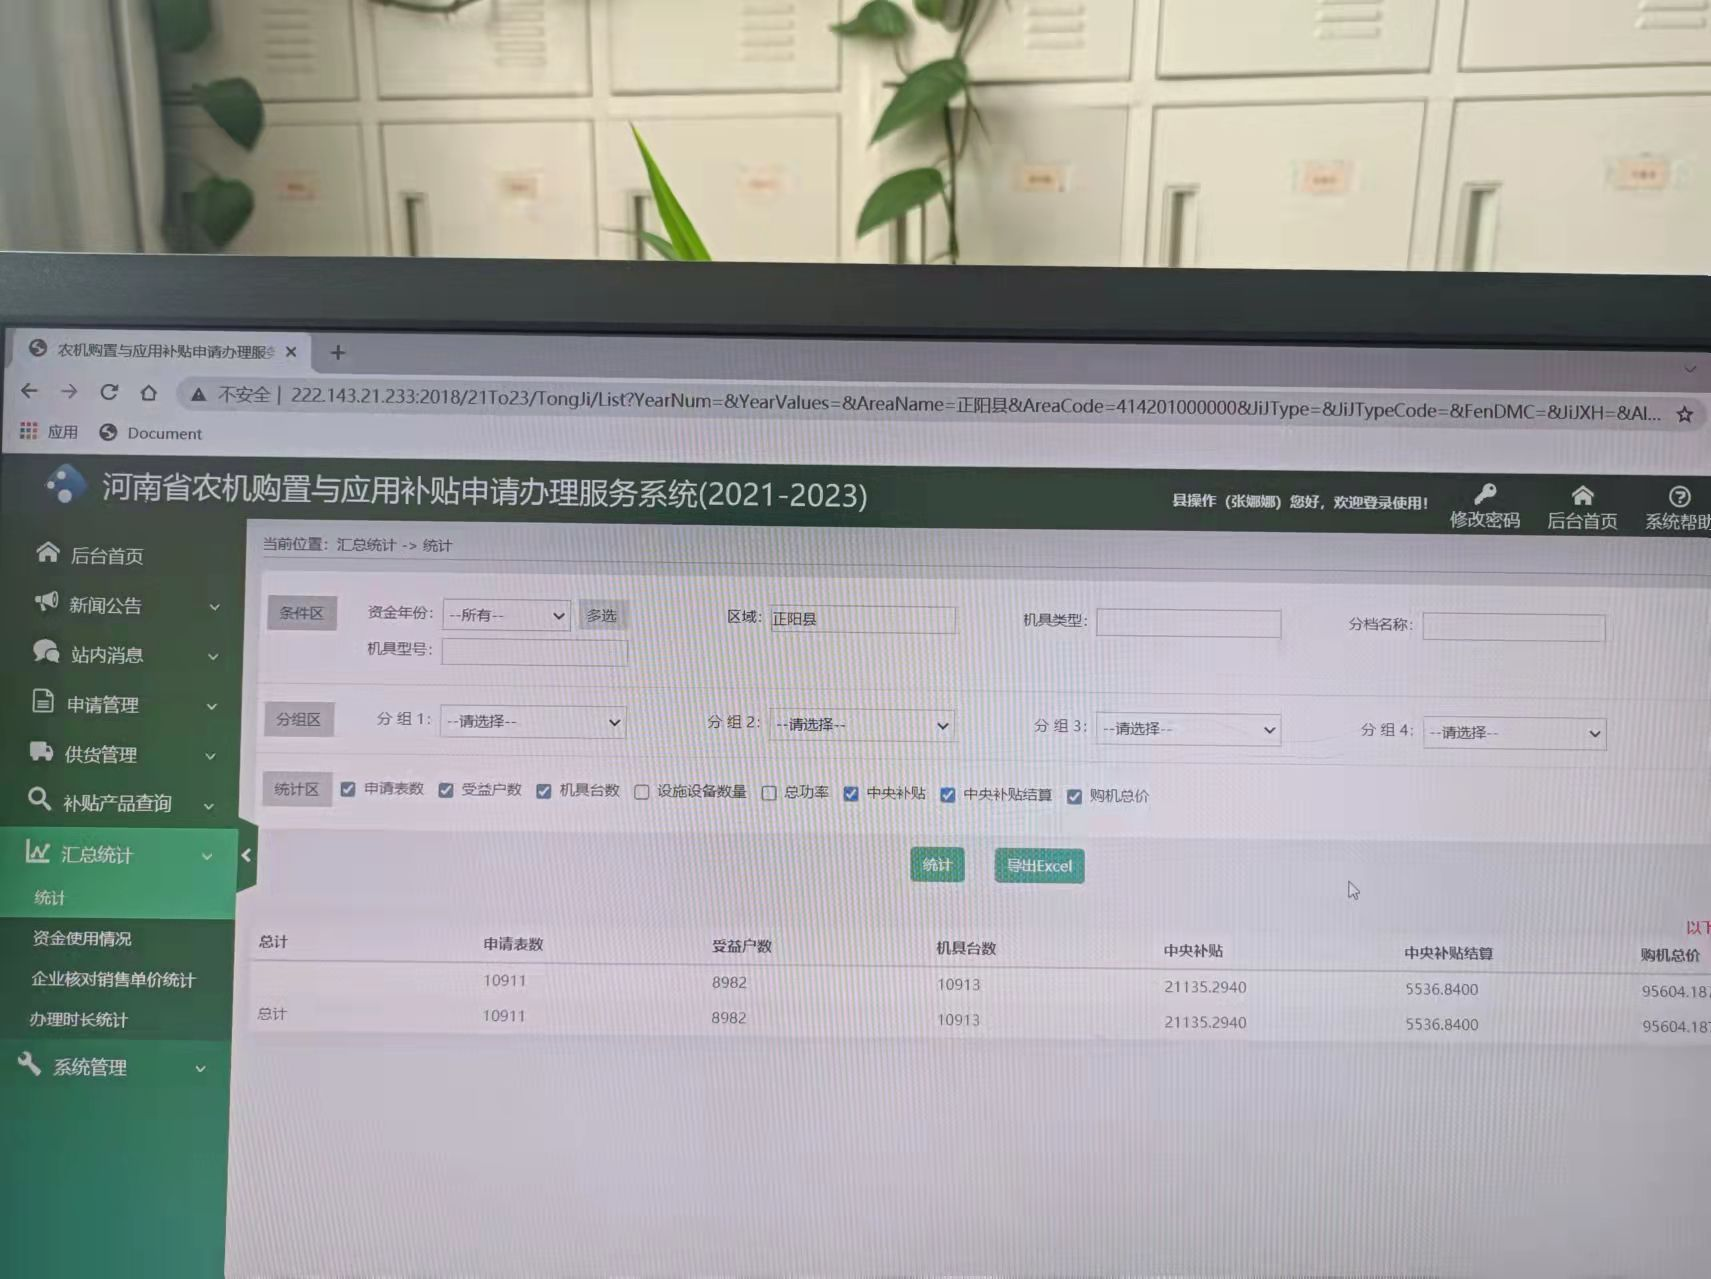 农机购置与应用补贴申请办理服务
不安全 | 222.143.21.233:2018/21To23/TongJi/List?YearNum=&YearValues=&AreaName=正阳县&AreaCode=414201000000&JiJType=&JiJTypeCode=&FenDMC=&JiJXH=&Al...
应用 Document
河南省农机购置与应用补贴申请办理服务系统(2021-2023)
县操作（张娜娜）您好，欢迎登录使用！ 修改密码 后台首页 系统帮助
后台首页
新闻公告
站内消息
申请管理
供货管理
补贴产品查询
汇总统计
统计
资金使用情况
企业核对销售单价统计
办理时长统计
系统管理
当前位置：汇总统计 -> 统计
条件区 资金年份： --所有-- 多选 区域： 正阳县 机具类型： 分档名称：
机具型号：
分组区 分 组 1： --请选择-- 分 组 2： --请选择-- 分 组 3： --请选择-- 分 组 4： --请选择--
统计区 申请表数 受益户数 机具台数 设施设备数量 总功率 中央补贴 中央补贴结算 购机总价
统计 导出Excel
以下
总计 申请表数 受益户数 机具台数 中央补贴 中央补贴结算 购机总价
10911 8982 10913 21135.2940 5536.8400 95604.187
总计 10911 8982 10913 21135.2940 5536.8400 95604.187